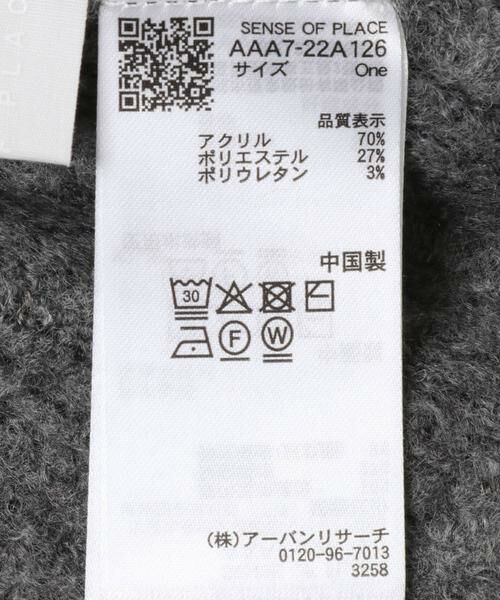 SENSE OF PLACE
AAA7-22A126
サイズ One
品質表示
アクリル 70%
ポリエステル 27%
ポリウレタン 3%
中国製
30
F W
(株)アーバンリサーチ
0120-96-7013
3258
PLAC